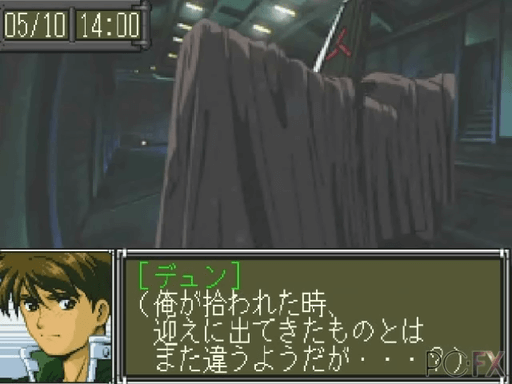 05/10 14:00
[デュン]
(俺が拾われた時、
迎えに出てきたものとは
また違うようだが・・・?)
PC-FX